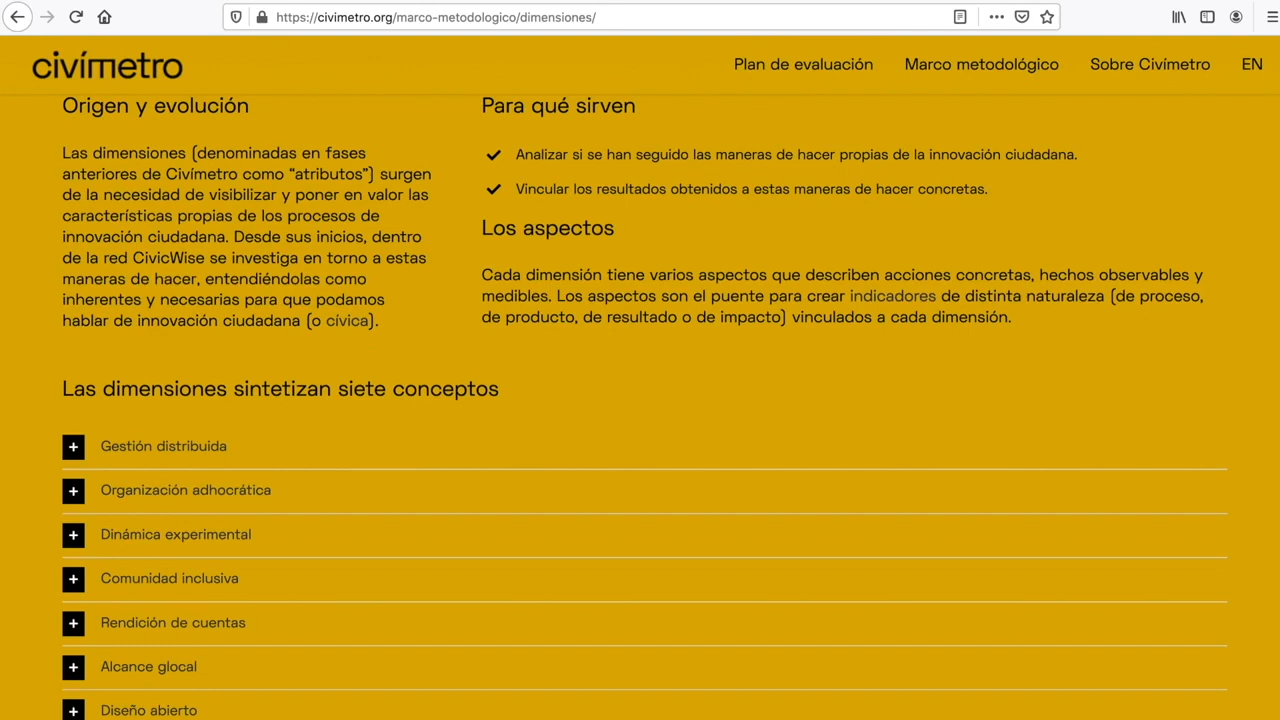 https://civimetro.org/marco-metodologico/dimensiones/
civímetro
Plan de evaluación
Marco metodológico
Sobre Civímetro
EN
Origen y evolución
Las dimensiones (denominadas en fases
anteriores de Civímetro como “atributos”) surgen
de la necesidad de visibilizar y poner en valor las
características propias de los procesos de
innovación ciudadana. Desde sus inicios, dentro
de la red CivicWise se investiga en torno a estas
maneras de hacer, entendiéndolas como
inherentes y necesarias para que podamos
hablar de innovación ciudadana (o cívica).
Para qué sirven
Analizar si se han seguido las maneras de hacer propias de la innovación ciudadana.
Vincular los resultados obtenidos a estas maneras de hacer concretas.
Los aspectos
Cada dimensión tiene varios aspectos que describen acciones concretas, hechos observables y
medibles. Los aspectos son el puente para crear indicadores de distinta naturaleza (de proceso,
de producto, de resultado o de impacto) vinculados a cada dimensión.
Las dimensiones sintetizan siete conceptos
Gestión distribuida
Organización adhocrática
Dinámica experimental
Comunidad inclusiva
Rendición de cuentas
Alcance glocal
Diseño abierto